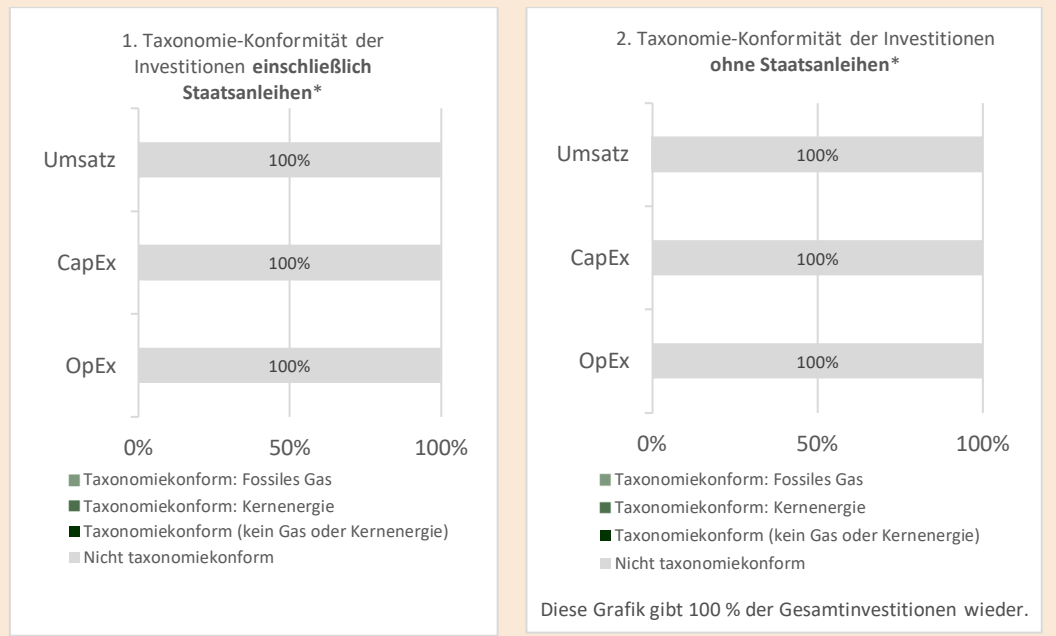 1. Taxonomie-Konformität der
Investitionen einschließlich
Staatsanleihen*
Umsatz
100%
CapEx
100%
OpEx
100%
0%
50%
100%
Taxonomiekonform: Fossiles Gas
Taxonomiekonform: Kernenergie
Taxonomiekonform (kein Gas oder Kernenergie)
Nicht taxonomiekonform
2. Taxonomie-Konformität der Investitionen
ohne Staatsanleihen*
Umsatz
100%
CapEx
100%
OpEx
100%
0%
50%
100%
Taxonomiekonform: Fossiles Gas
Taxonomiekonform: Kernenergie
Taxonomiekonform (kein Gas oder Kernenergie)
Nicht taxonomiekonform
Diese Grafik gibt 100 % der Gesamtinvestitionen wieder.